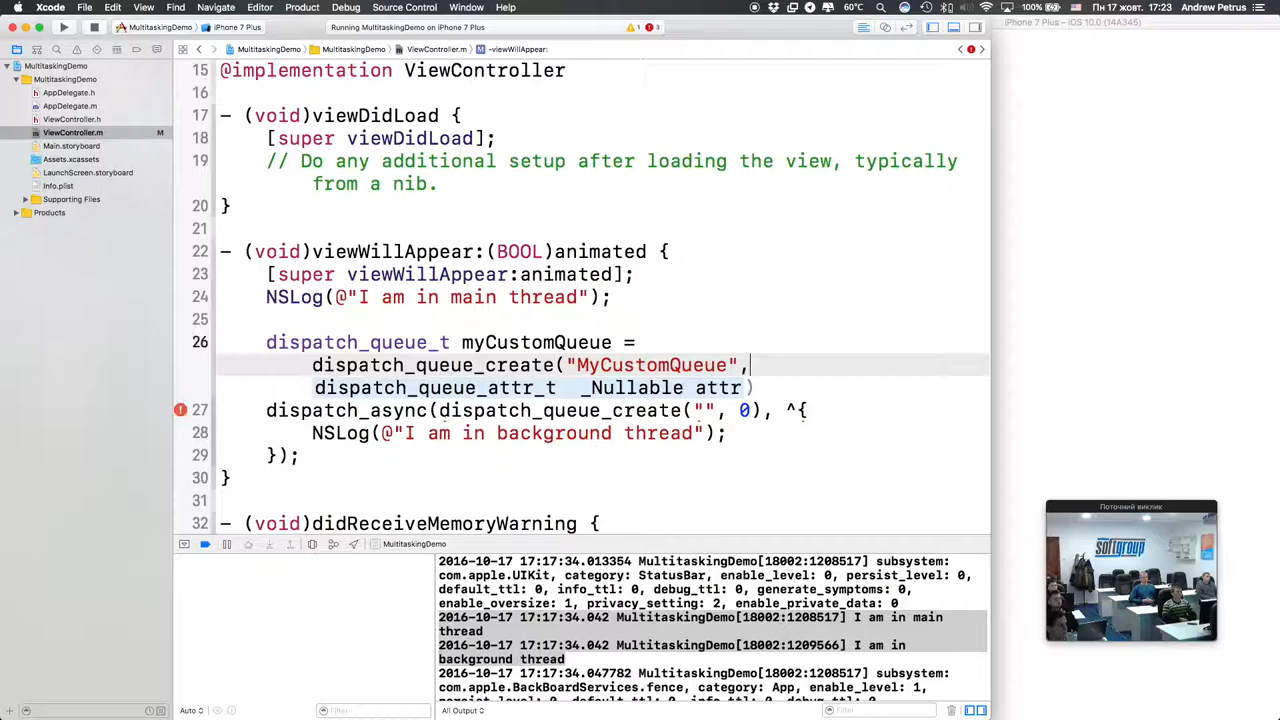 Xcode File Edit View Find Navigate Editor Product Debug Source Control Window Help
60°
100%
Пн 17 жовт. 17:23 Andrew Petrus
MultitaskingDemo iPhone 7 Plus
Running MultitaskingDemo on iPhone 7 Plus
1 3
iPhone 7 Plus – iOS 10.0 (14A345)
MultitaskingDemo MultitaskingDemo ViewController.m M -viewWillAppear:
MultitaskingDemo
MultitaskingDemo
AppDelegate.h
AppDelegate.m
ViewController.h
ViewController.m M
Main.storyboard
Assets.xcassets
LaunchScreen.storyboard
Info.plist
Supporting Files
Products
15 @implementation ViewController
16
17 - (void)viewDidLoad {
18 [super viewDidLoad];
19 // Do any additional setup after loading the view, typically
from a nib.
20 }
21
22 - (void)viewWillAppear:(BOOL)animated {
23 [super viewWillAppear:animated];
24 NSLog(@"I am in main thread");
25
26 dispatch_queue_t myCustomQueue =
dispatch_queue_create("MyCustomQueue",
dispatch_queue_attr_t _Nullable attr)
27 dispatch_async(dispatch_queue_create("", 0), ^{
28 NSLog(@"I am in background thread");
29 });
30 }
31
32 - (void)didReceiveMemoryWarning {
MultitaskingDemo
2016-10-17 17:17:34.013354 MultitaskingDemo[18002:1208517] subsystem:
com.apple.UIKit, category: StatusBar, enable_level: 0, persist_level: 0,
default_ttl: 0, info_ttl: 0, debug_ttl: 0, generate_symptoms: 0,
enable_oversize: 1, privacy_setting: 2, enable_private_data: 0
2016-10-17 17:17:34.042 MultitaskingDemo[18002:1208517] I am in main
thread
2016-10-17 17:17:34.042 MultitaskingDemo[18002:1209566] I am in
background thread
2016-10-17 17:17:34.047782 MultitaskingDemo[18002:1208517] subsystem:
com.apple.BackBoardServices.fence, category: App, enable_level: 1,
Auto
Filter
All Output
Filter
Поточний виклик
softgroup